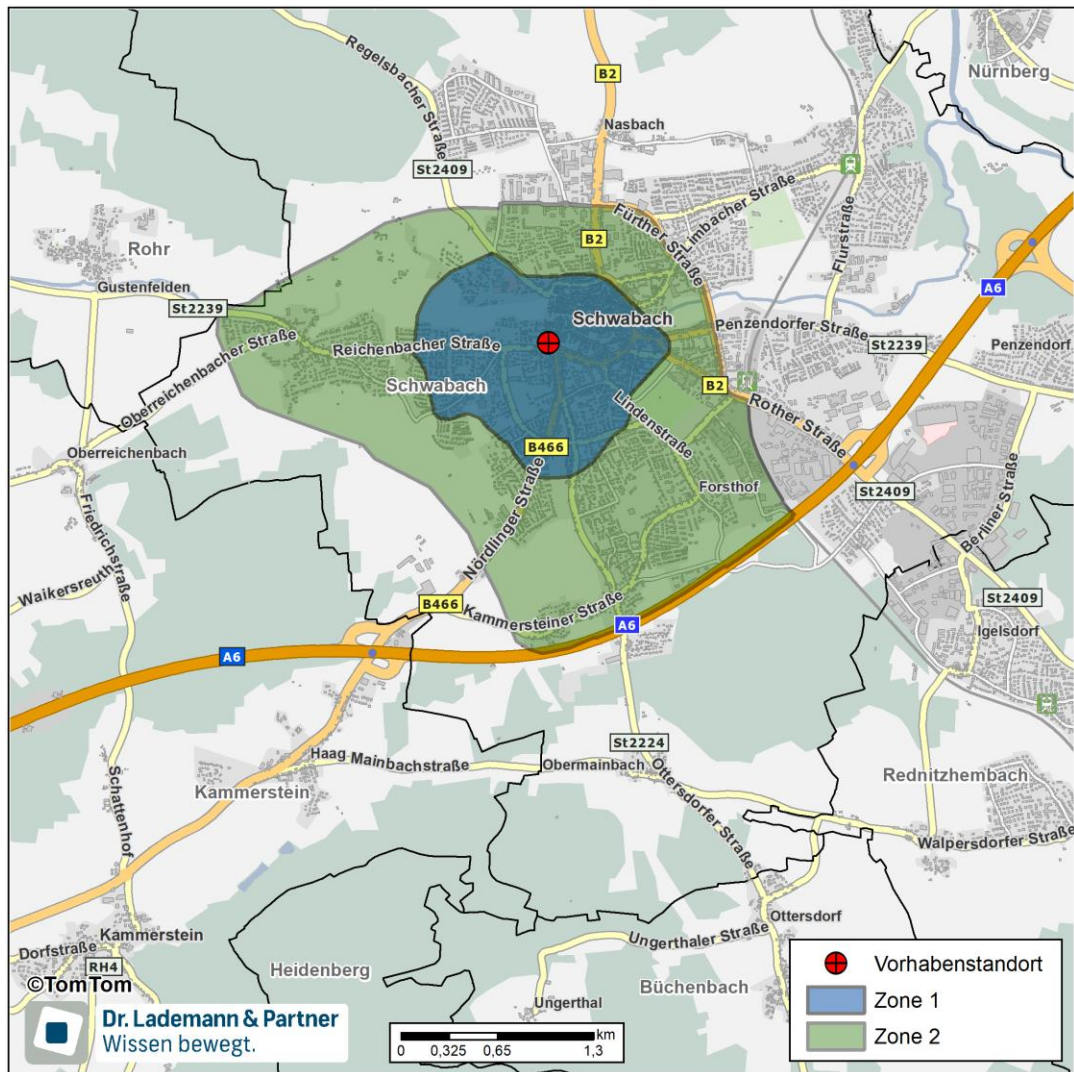 Regelsbacher Straße
B2
Nürnberg
Nasbach
St2409
Limbacher Straße
Fürther Straße
B2
Flurstraße
Rohr
Gustenfelden
St2239
A6
Schwabach
Penzendorfer Straße
St2239
Penzendorf
Oberreichenbacher Straße
Reichenbacher Straße
Schwabach
B2
Rother Straße
Lindenstraße
B466
Oberreichenbach
Forsthof
St2409
Friedrichstraße
Nördlinger Straße
Berliner Straße
Waikersreuth
B466
Kammersteiner Straße
St2409
A6
A6
Igelsdorf
St2224
Haag
Mainbachstraße
Obermainbach
Kammerstein
Rednitzhembach
Schattenhof
Ottersdorfer Straße
Walpersdorfer Straße
Kammerstein
Dorfstraße
RH4
Ottersdorf
Ungerthaler Straße
Heidenberg
Büchenbach
Ungerthal
©TomTom
Dr. Lademann & Partner
Wissen bewegt.
km
0 0,325 0,65 1,3
Vorhabenstandort
Zone 1
Zone 2